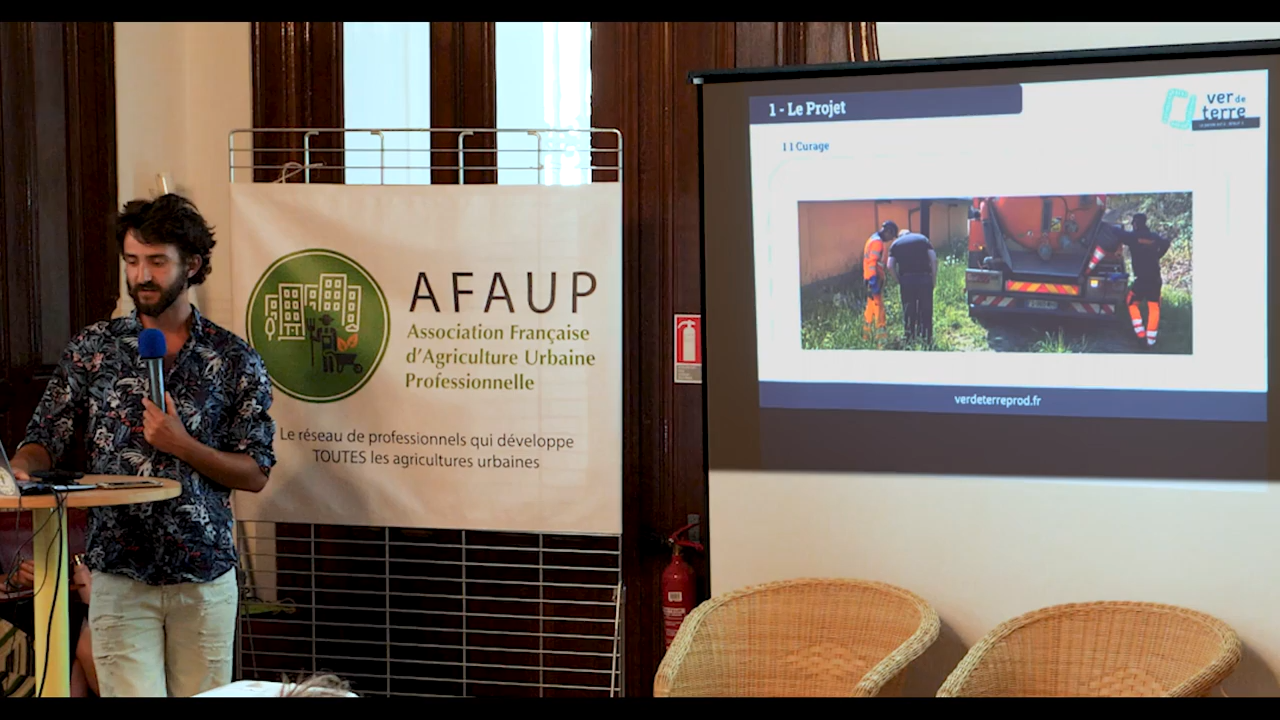 AFAUP
Association Française
d'Agriculture Urbaine
Professionnelle
Le réseau de professionnels qui développe
TOUTES les agricultures urbaines
1 - Le Projet
ver de
terre
1 1 Curage
verdeterreprod.fr